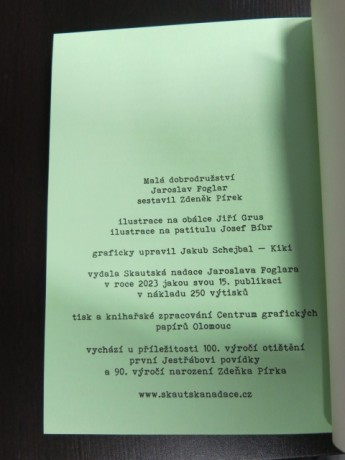 Malá dobrodružství
Jaroslav Foglar
sestavil Zdeněk Pírek
ilustrace na obálce Jiří Grus
ilustrace na patitulu Josef Bibr
graficky upravil Jakub Schejbal — Kiki
vydala Skautská nadace Jaroslava Foglara
v roce 2023 jakou svou 15. publikaci
v nákladu 250 výtisků
tisk a knihařské zpracování Centrum grafických
papírů Olomouc
vychází u příležitosti 100. výročí otištění
první Jestřábovi povídky
a 90. výročí narození Zdeňka Pírka
www.skautskanadace.cz